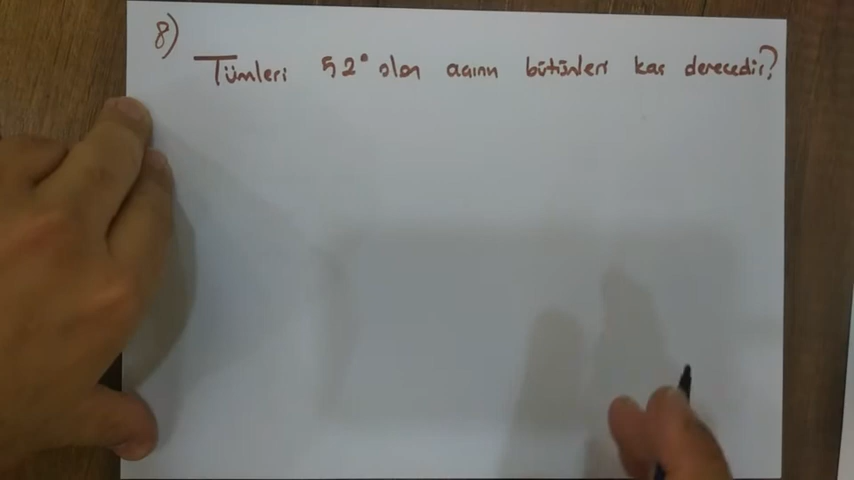 8)
Tümleri 52° olan açının bütünleri kaç derecedir?